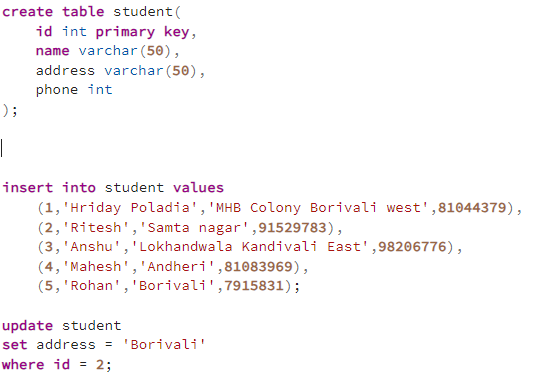 create table student(
    id int primary key,
    name varchar(50),
    address varchar(50),
    phone int
);
insert into student values
    (1,'Hriday Poladia','MHB Colony Borivali west',81044379),
    (2,'Ritesh','Samta nagar',91529783),
    (3,'Anshu','Lokhandwala Kandivali East',98206776),
    (4,'Mahesh','Andheri',81083969),
    (5,'Rohan','Borivali',7915831);
update student
set address = 'Borivali'
where id = 2;